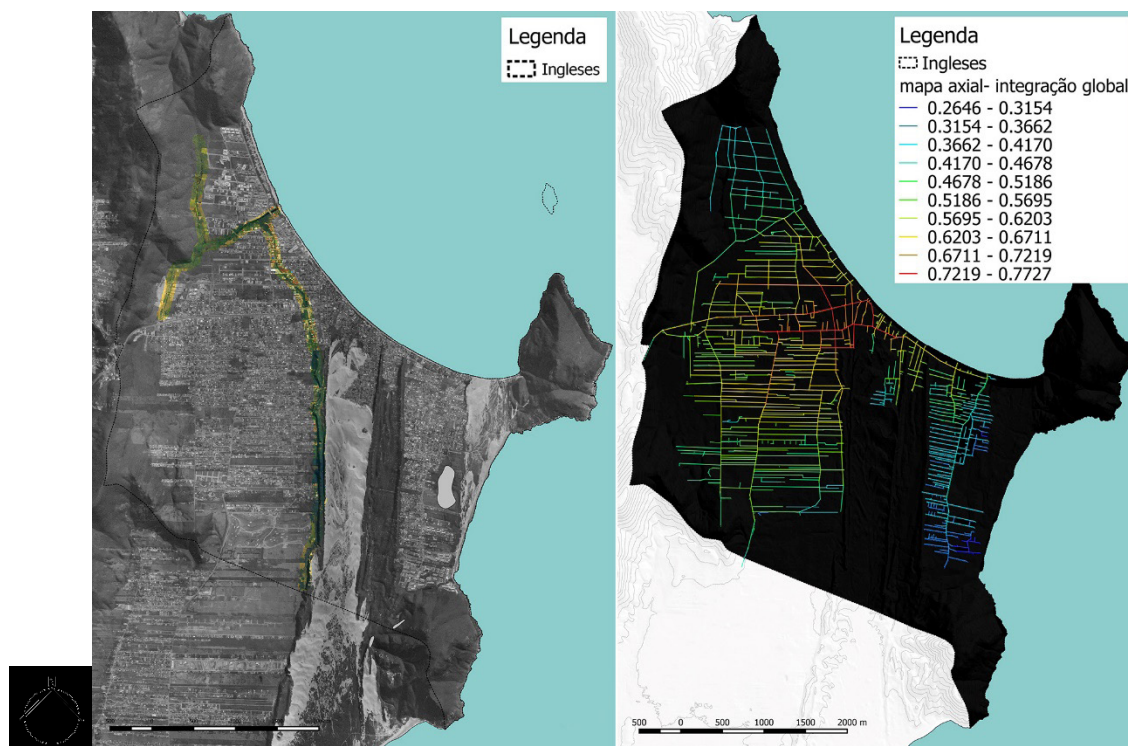 Legenda
Ingleses
Legenda
Ingleses
mapa axial- integração global
0.2646 - 0.3154
0.3154 - 0.3662
0.3662 - 0.4170
0.4170 - 0.4678
0.4678 - 0.5186
0.5186 - 0.5695
0.5695 - 0.6203
0.6203 - 0.6711
0.6711 - 0.7219
0.7219 - 0.7727
500 0 500 1000 1500 2000 m